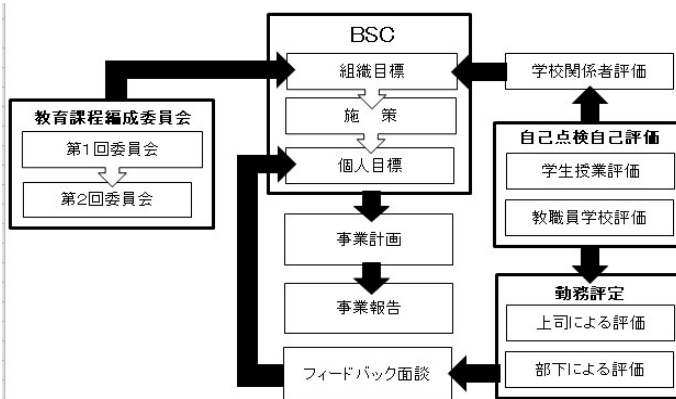 BSC
組織目標
施　策
個人目標
事業計画
事業報告
フィードバック面談
教育課程編成委員会
第1回委員会
第2回委員会
学校関係者評価
自己点検自己評価
学生授業評価
教職員学校評価
勤務評定
上司による評価
部下による評価